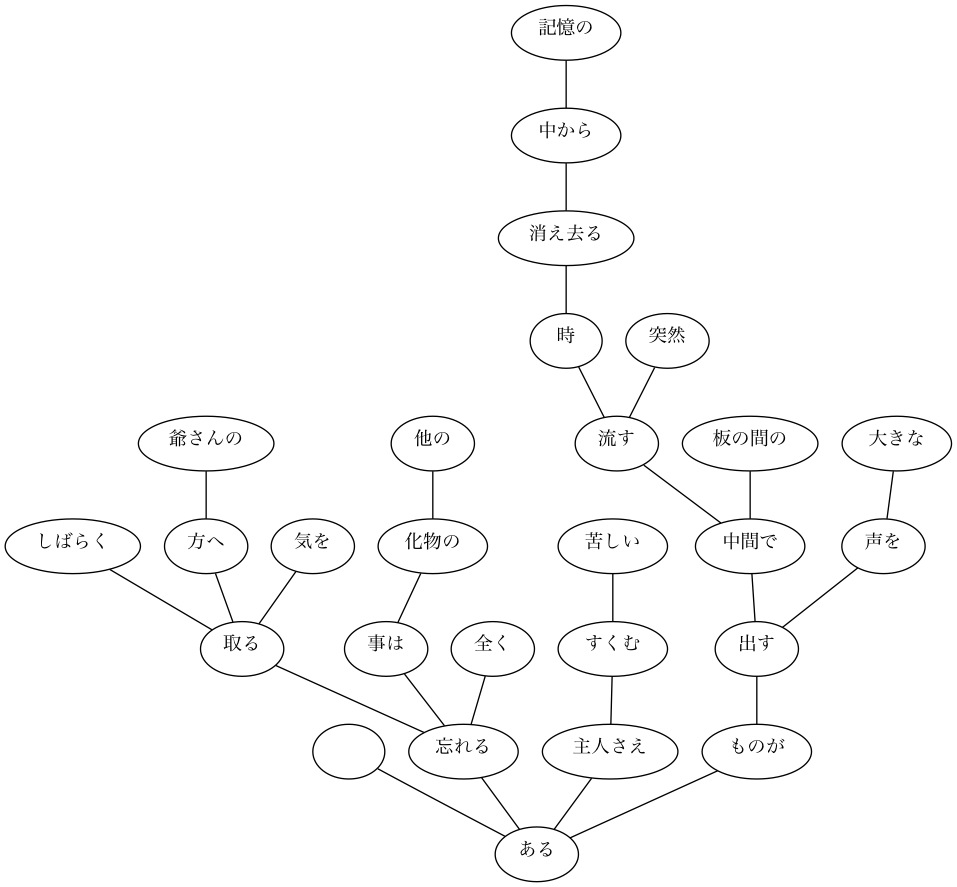 記憶の
中から
消え去る
時 突然
爺さんの 他の 流す 板の間の 大きな
しばらく 方へ 気を 化物の 苦しい 中間で 声を
取る 事は 全く すくむ 出す
忘れる 主人さえ ものが
ある